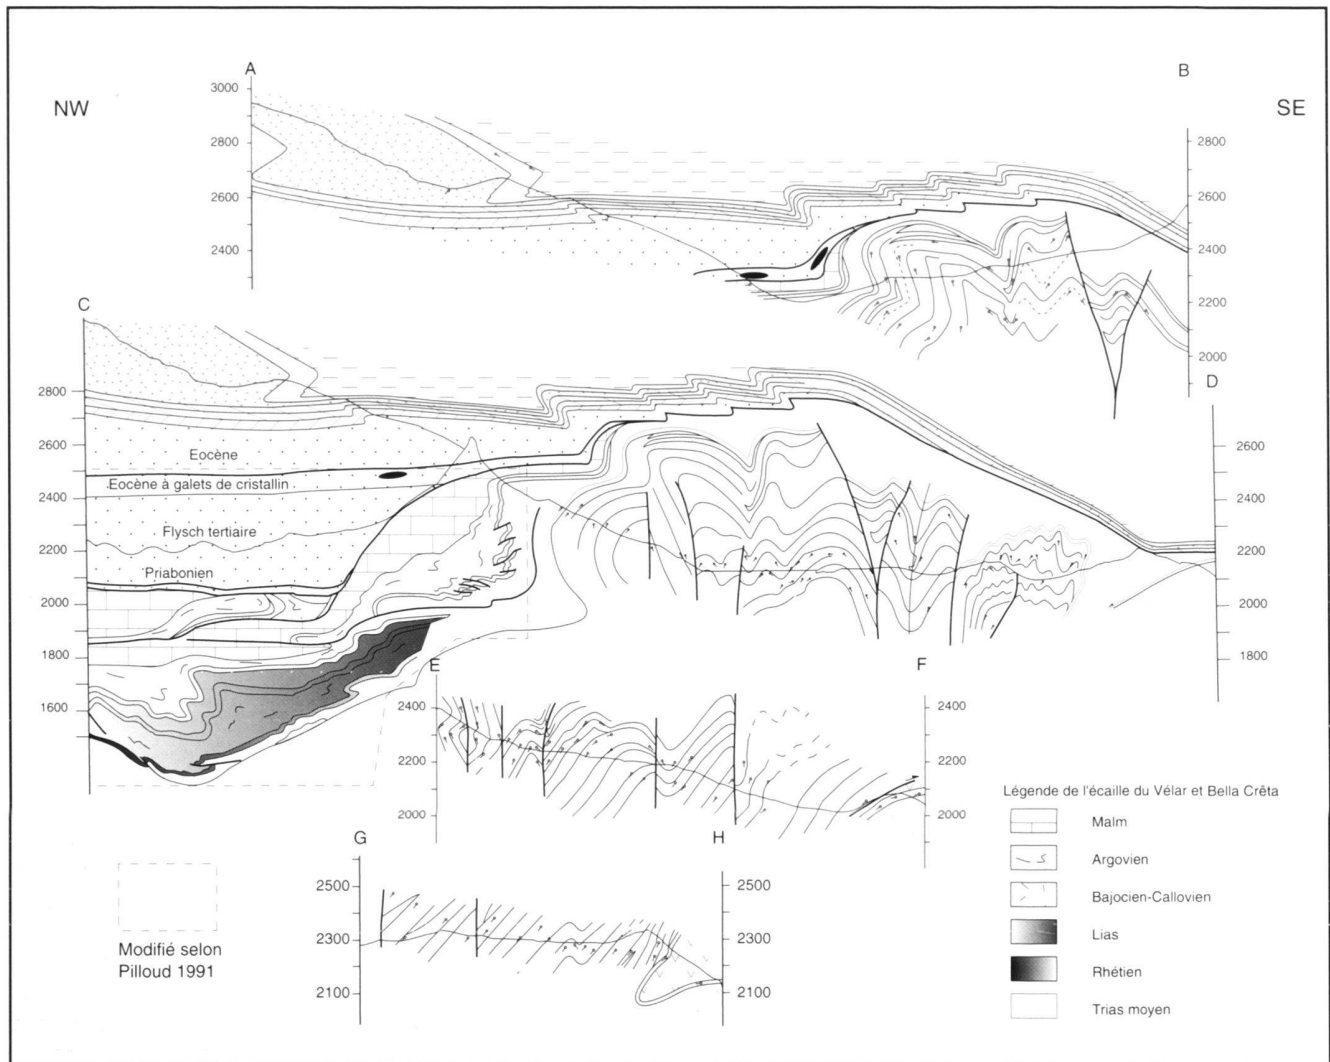 A
B
NW
SE
3000
2800
2600
2400
2800
2600
2400
2200
2000
C
D
2800
2600
2400
2200
2000
1800
1600
Eocène
Eocène à galets de cristallin
Flysch tertiaire
Priabonien
2600
2400
2200
2000
1800
E
F
2400
2200
2000
2400
2200
2000
G
H
2500
2300
2100
2500
2300
2100
Modifié selon
Pilloud 1991
Légende de l'écaille du Vélar et Bella Crêta
Malm
Argovien
Bajocien-Callovien
Lias
Rhétien
Trias moyen